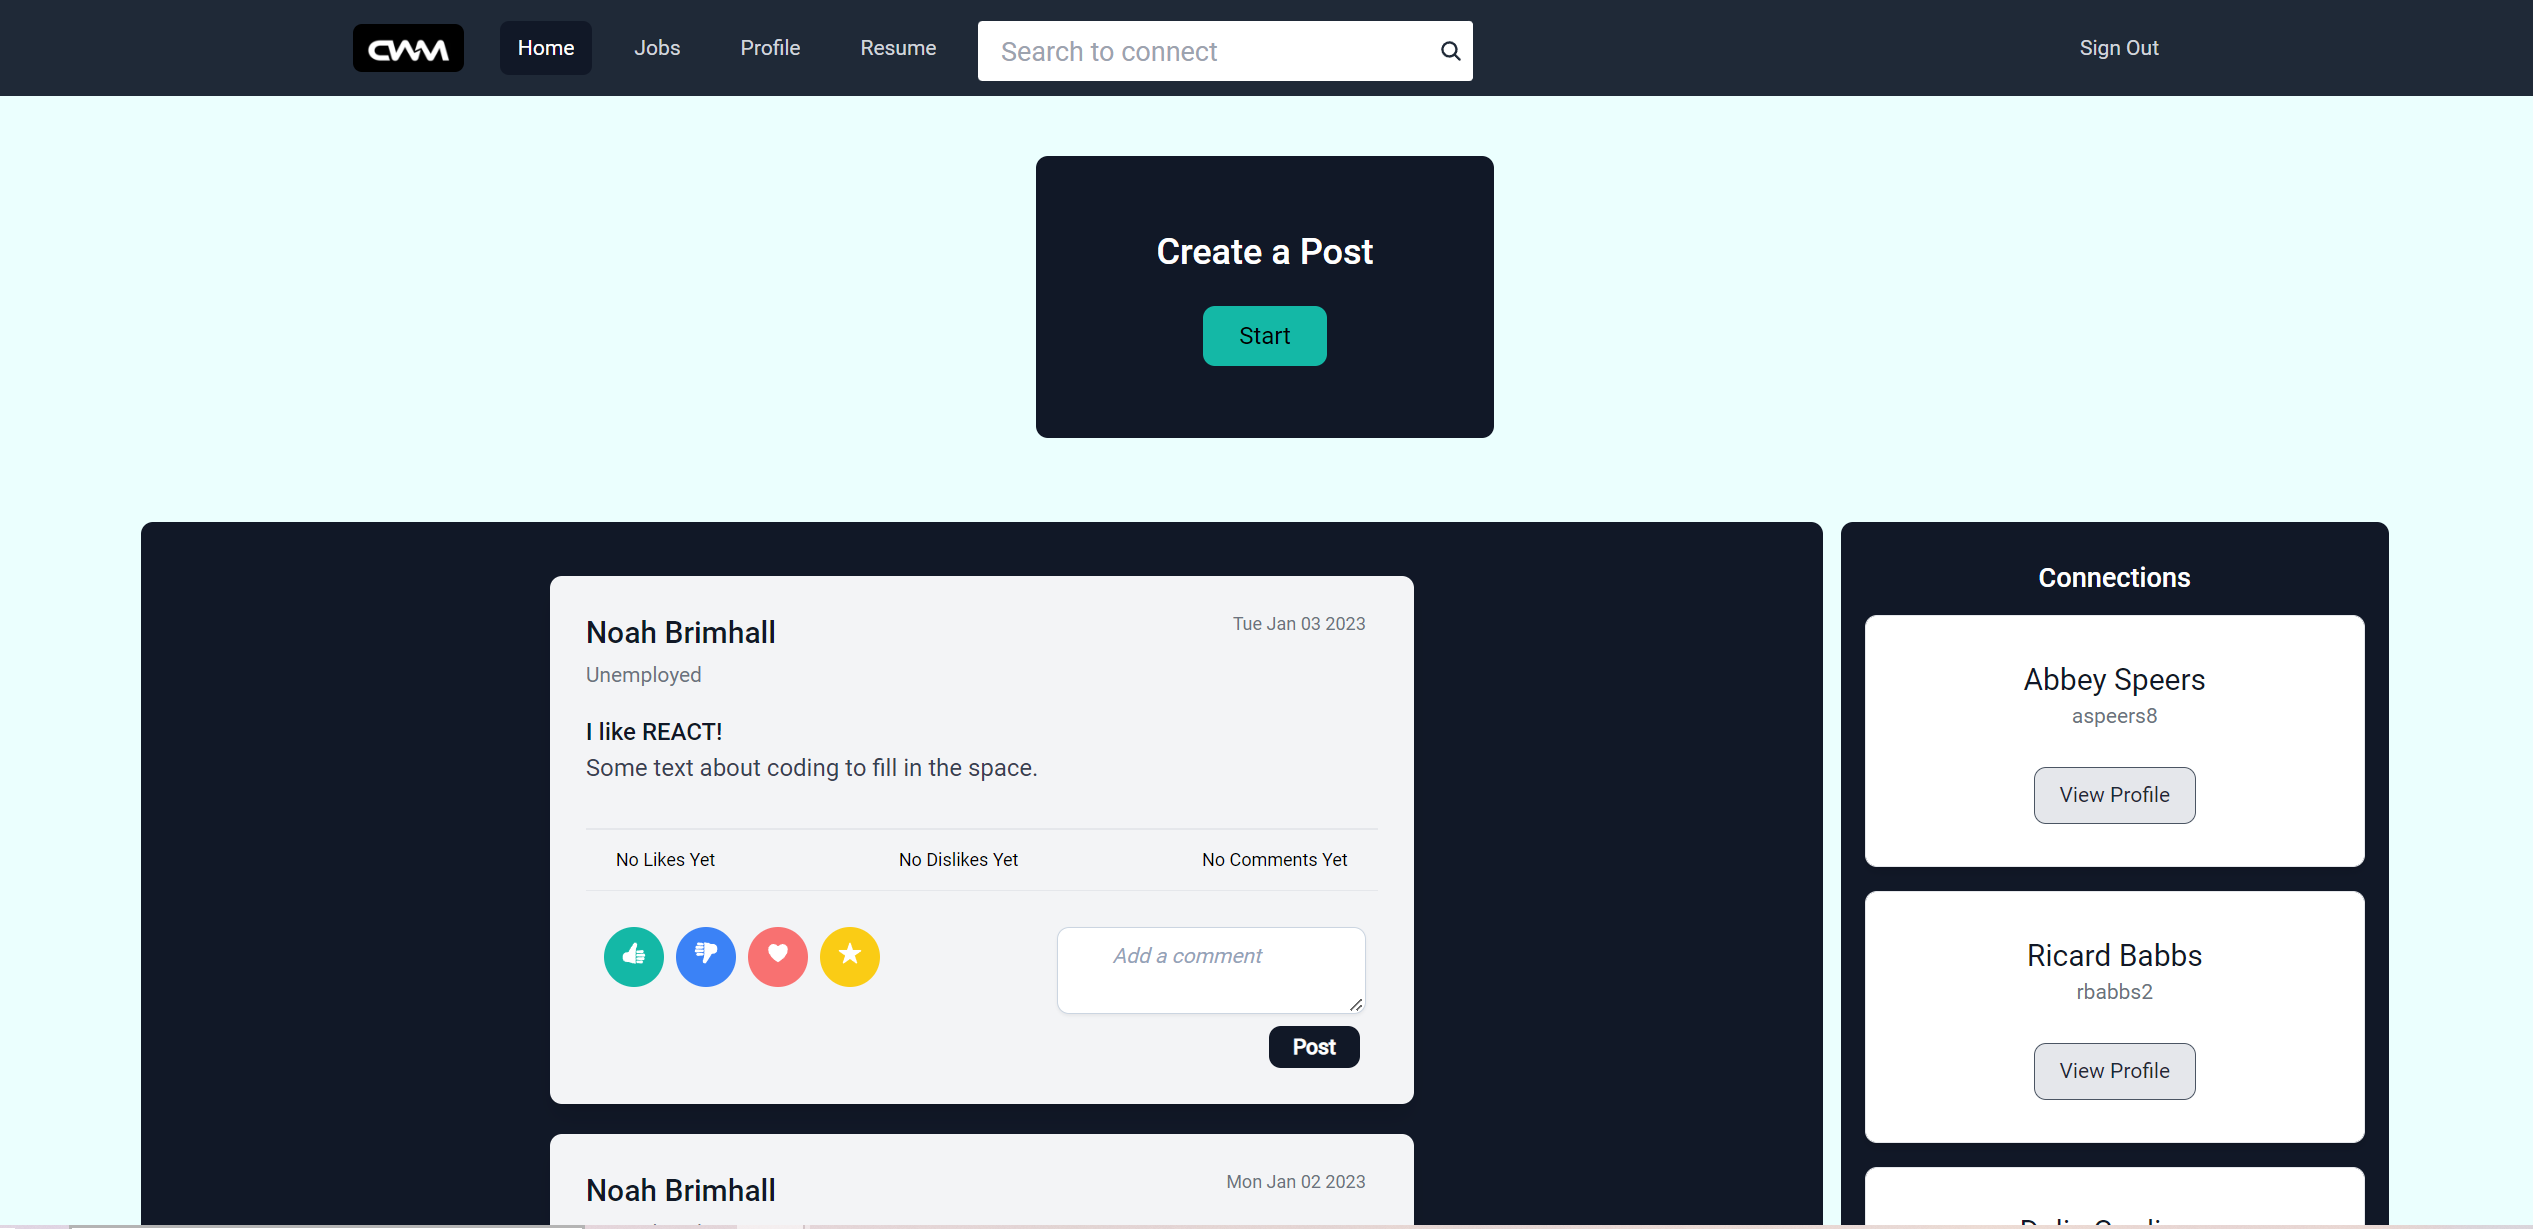 CWM
Home
Jobs
Profile
Resume
Search to connect
Sign Out
Create a Post
Start
Noah Brimhall
Tue Jan 03 2023
Unemployed
I like REACT!
Some text about coding to fill in the space.
No Likes Yet
No Dislikes Yet
No Comments Yet
Add a comment
Post
Noah Brimhall
Mon Jan 02 2023
Connections
Abbey Speers
aspeers8
View Profile
Ricard Babbs
rbabbs2
View Profile